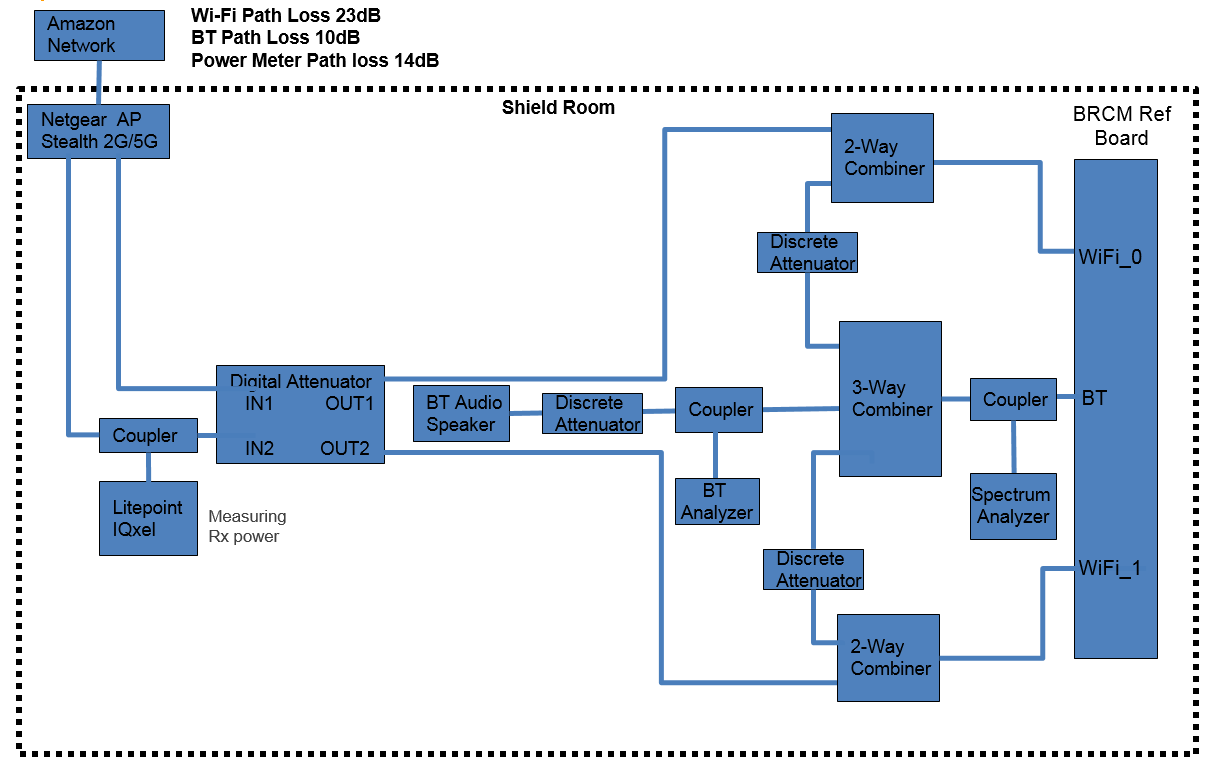 Amazon
Network
Wi-Fi Path Loss 23dB
BT Path Loss 10dB
Power Meter Path loss 14dB
Shield Room
Netgear AP
Stealth 2G/5G
2-Way
Combiner
BRCM Ref
Board
Discrete
Attenuator
WiFi_0
Digital Attenuator
IN1 OUT1
IN2 OUT2
BT Audio
Speaker
Discrete
Attenuator
Coupler
3-Way
Combiner
Coupler
BT
Coupler
Litepoint
IQxel
Measuring
Rx power
BT
Analyzer
Spectrum
Analyzer
Discrete
Attenuator
WiFi_1
2-Way
Combiner